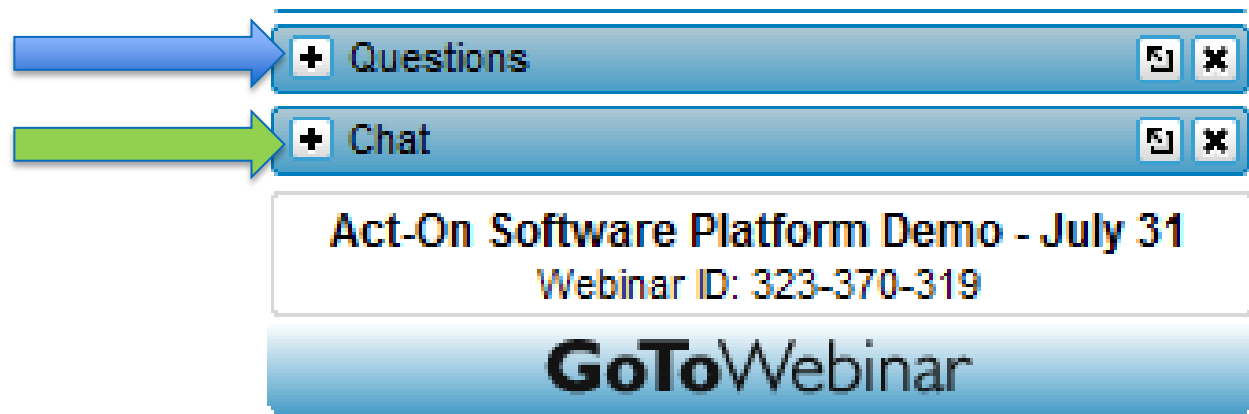 Questions
Chat
Act-On Software Platform Demo - July 31
Webinar ID: 323-370-319
GoToWebinar